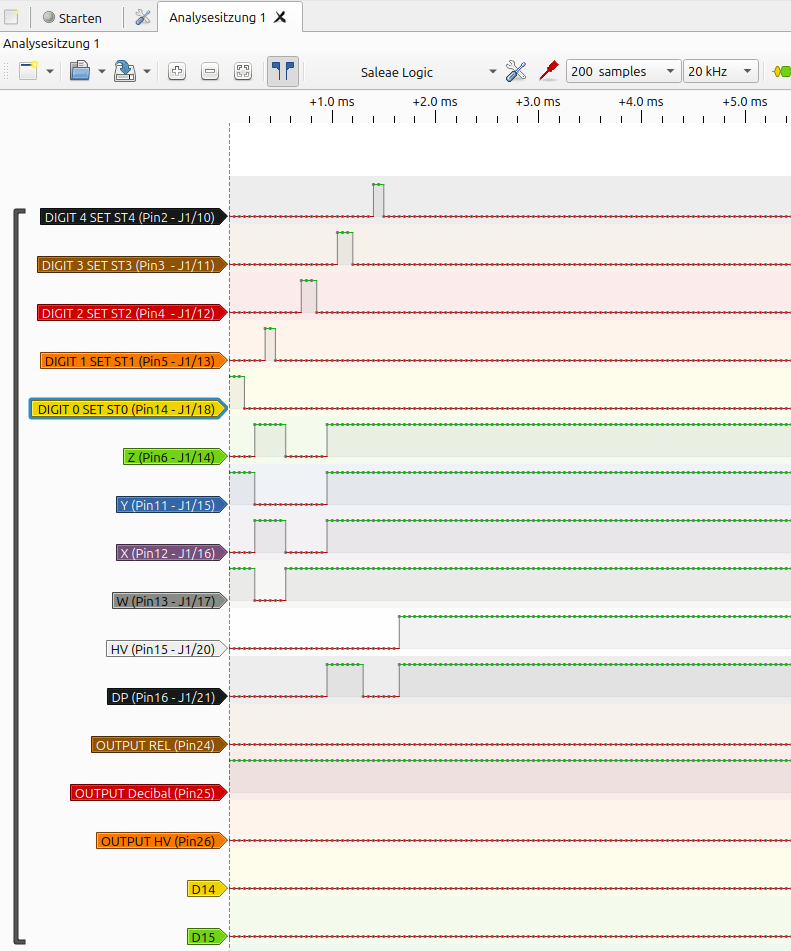 Starten
Analysesitzung 1
Analysesitzung 1
Saleae Logic
200 samples
20 kHz
+1.0 ms +2.0 ms +3.0 ms +4.0 ms +5.0 ms
DIGIT 4 SET ST4 (Pin2 - J1/10)
DIGIT 3 SET ST3 (Pin3 - J1/11)
DIGIT 2 SET ST2 (Pin4 - J1/12)
DIGIT 1 SET ST1 (Pin5 - J1/13)
DIGIT 0 SET ST0 (Pin14 - J1/18)
Z (Pin6 - J1/14)
Y (Pin11 - J1/15)
X (Pin12 - J1/16)
W (Pin13 - J1/17)
HV (Pin15 - J1/20)
DP (Pin16 - J1/21)
OUTPUT REL (Pin24)
OUTPUT Decibal (Pin25)
OUTPUT HV (Pin26)
D14
D15